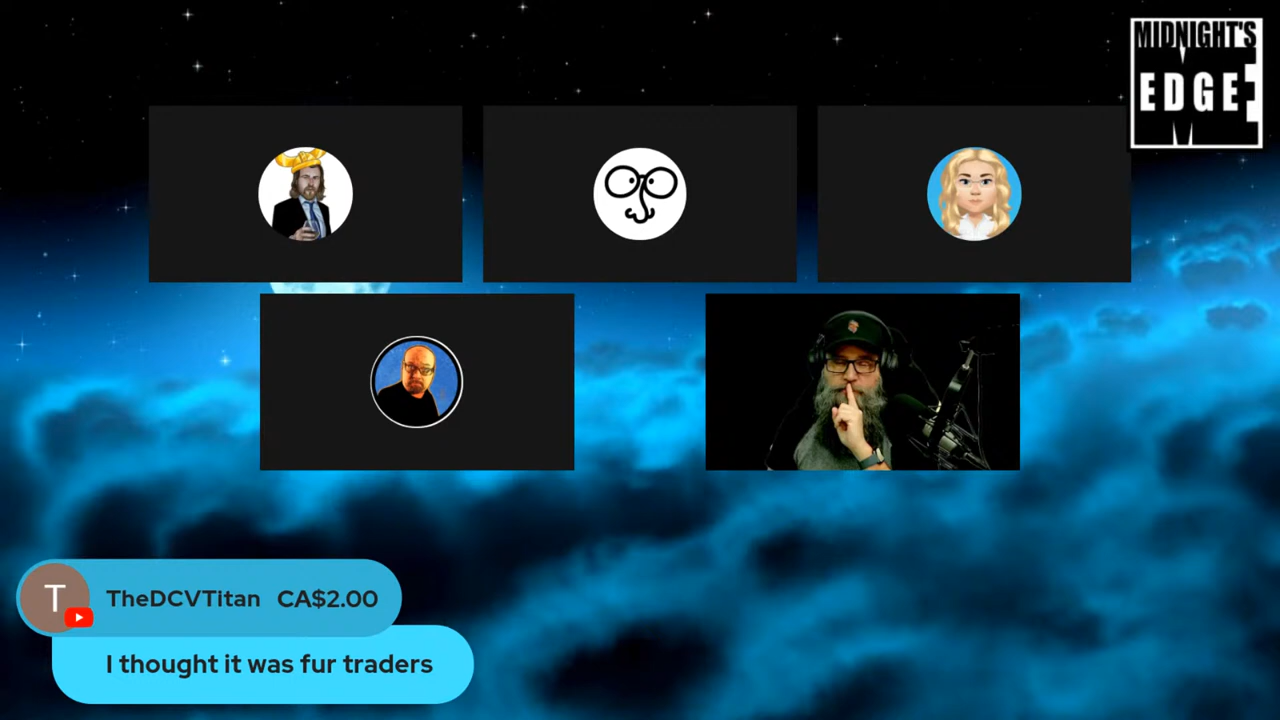 MIDNIGHT'S
EDGE
T
TheDCVTitan CA$2.00
I thought it was fur traders